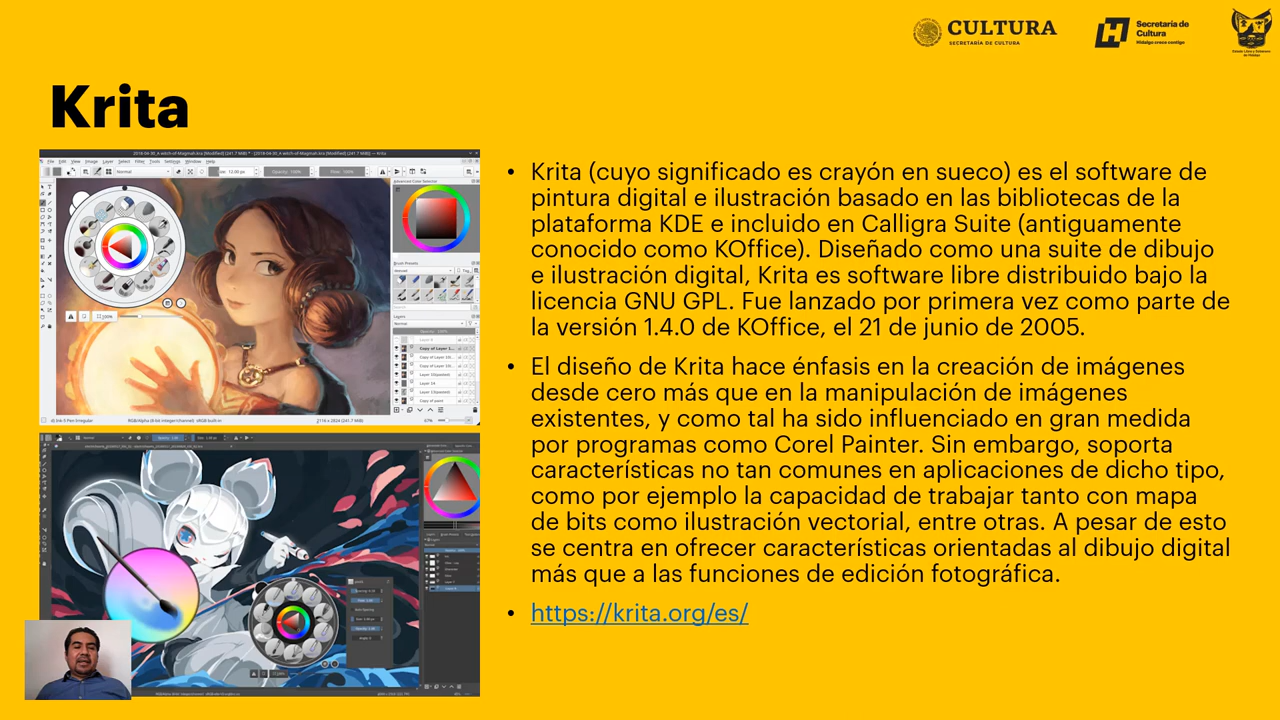 CULTURA
SECRETARÍA DE CULTURA
Secretaría de
Cultura
Hidalgo crece contigo
Estado Libre y Soberano
de Hidalgo
Krita
Krita (cuyo significado es crayón en sueco) es el software de
pintura digital e ilustración basado en las bibliotecas de la
plataforma KDE e incluido en Calligra Suite (antiguamente
conocido como KOffice). Diseñado como una suite de dibujo
e ilustración digital, Krita es software libre distribuido bajo la
licencia GNU GPL. Fue lanzado por primera vez como parte de
la versión 1.4.0 de KOffice, el 21 de junio de 2005.
El diseño de Krita hace énfasis en la creación de imágenes
desde cero más que en la manipulación de imágenes
existentes, y como tal ha sido influenciado en gran medida
por programas como Corel Painter. Sin embargo, soporta
características no tan comunes en aplicaciones de dicho tipo,
como por ejemplo la capacidad de trabajar tanto con mapa
de bits como ilustración vectorial, entre otras. A pesar de esto
se centra en ofrecer características orientadas al dibujo digital
más que a las funciones de edición fotográfica.
https://krita.org/es/